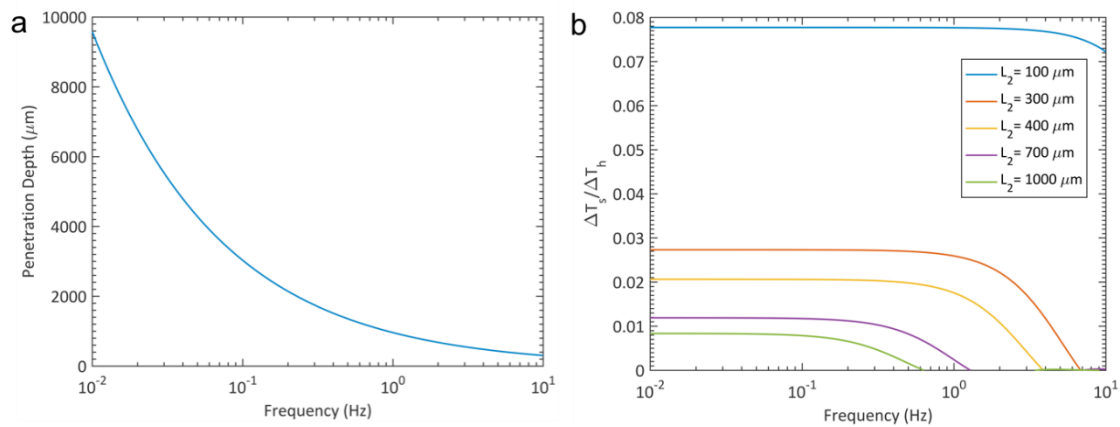 a
10000
8000
6000
4000
2000
0
Penetration Depth (μm)
10⁻² 10⁻¹ 10⁰ 10¹
Frequency (Hz)
b
0.08
0.07
0.06
0.05
0.04
0.03
0.02
0.01
0
ΔTₛ/ΔTₕ
L₂= 100 μm
L₂= 300 μm
L₂= 400 μm
L₂= 700 μm
L₂= 1000 μm
10⁻² 10⁻¹ 10⁰ 10¹
Frequency (Hz)